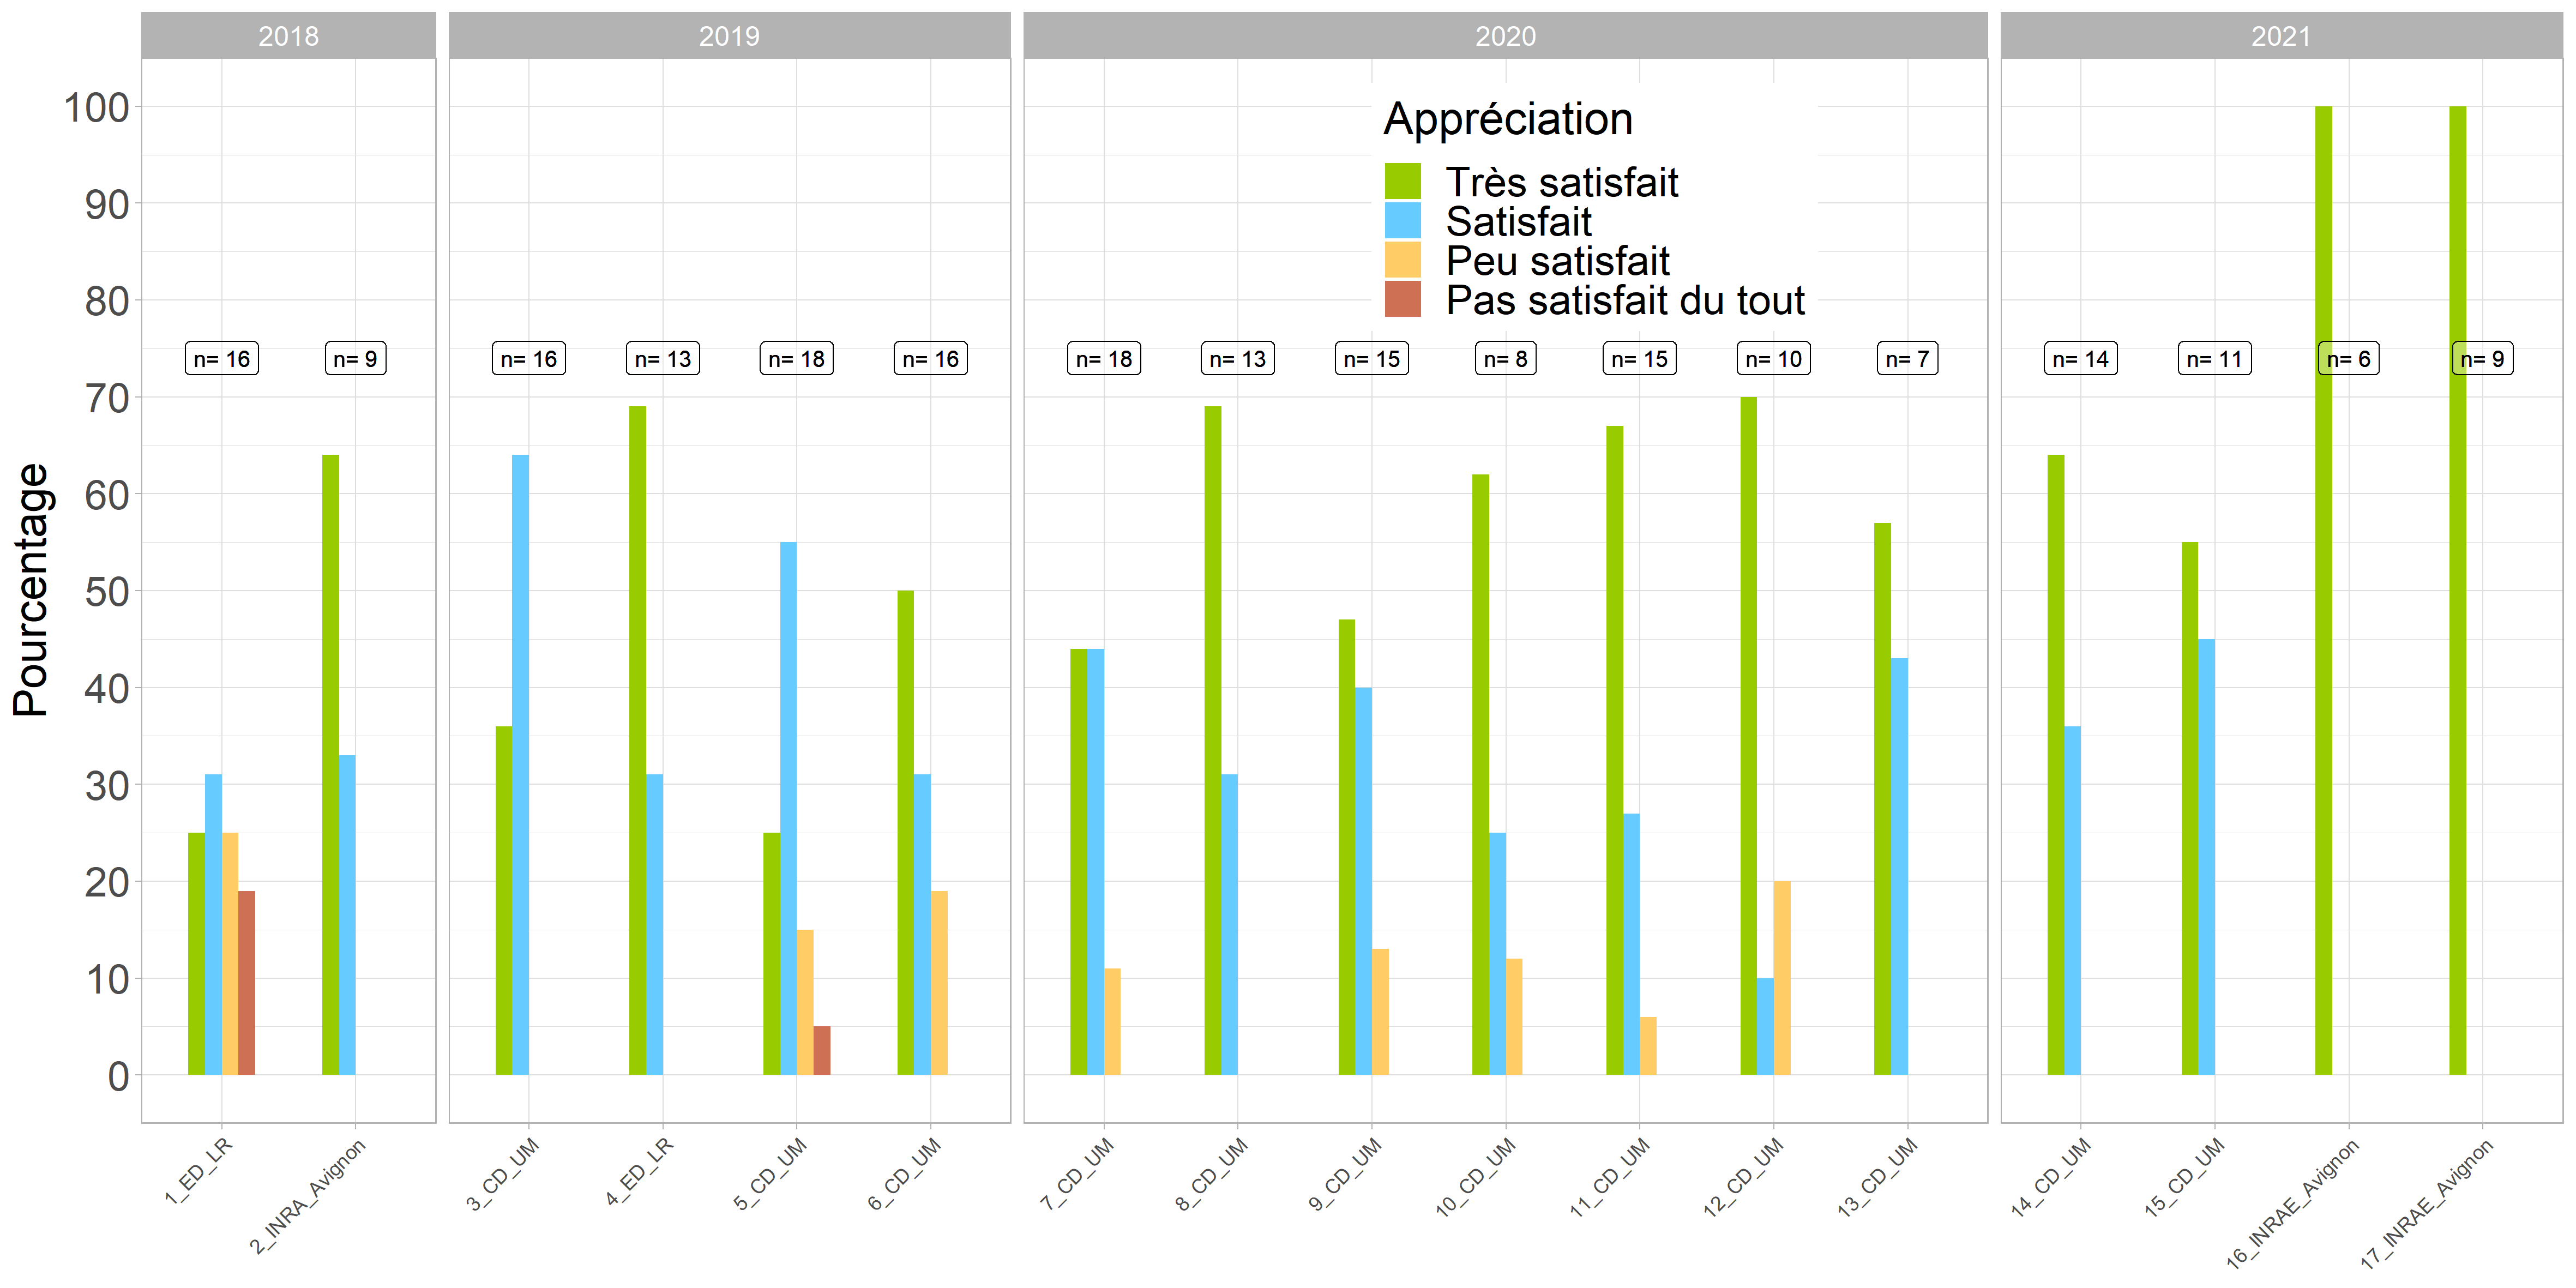 2018
2019
2020
2021
Pourcentage
100
90
80
70
60
50
40
30
20
10
0
Appréciation
Très satisfait
Satisfait
Peu satisfait
Pas satisfait du tout
n= 16
n= 9
n= 16
n= 13
n= 18
n= 16
n= 18
n= 13
n= 15
n= 8
n= 15
n= 10
n= 7
n= 14
n= 11
n= 6
n= 9
1_ED_LR
2_INRA_Avignon
3_CD_UM
4_ED_LR
5_CD_UM
6_CD_UM
7_CD_UM
8_CD_UM
9_CD_UM
10_CD_UM
11_CD_UM
12_CD_UM
13_CD_UM
14_CD_UM
15_CD_UM
16_INRAE_Avignon
17_INRAE_Avignon